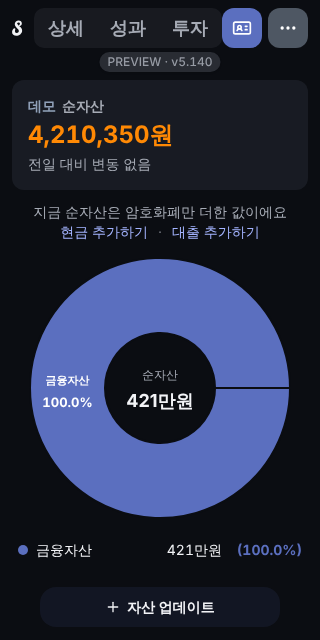 상세 성과 투자
PREVIEW · v5.140
데모 순자산
4,210,350원
전일 대비 변동 없음
지금 순자산은 암호화폐만 더한 값이에요
현금 추가하기 · 대출 추가하기
순자산
421만원
금융자산
100.0%
금융자산 421만원 (100.0%)
+ 자산 업데이트